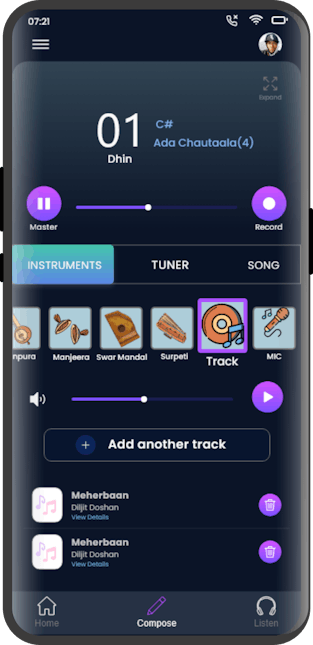 07:21
Expand
01
C#
Ada Chautaala(4)
Dhin
Master
Record
INSTRUMENTS
TUNER
SONG
npura
Manjeera
Swar Mandal
Surpeti
Track
MIC
+ Add another track
Meherbaan
Diljit Doshan
View Details
Meherbaan
Diljit Doshan
View Details
Home
Compose
Listen